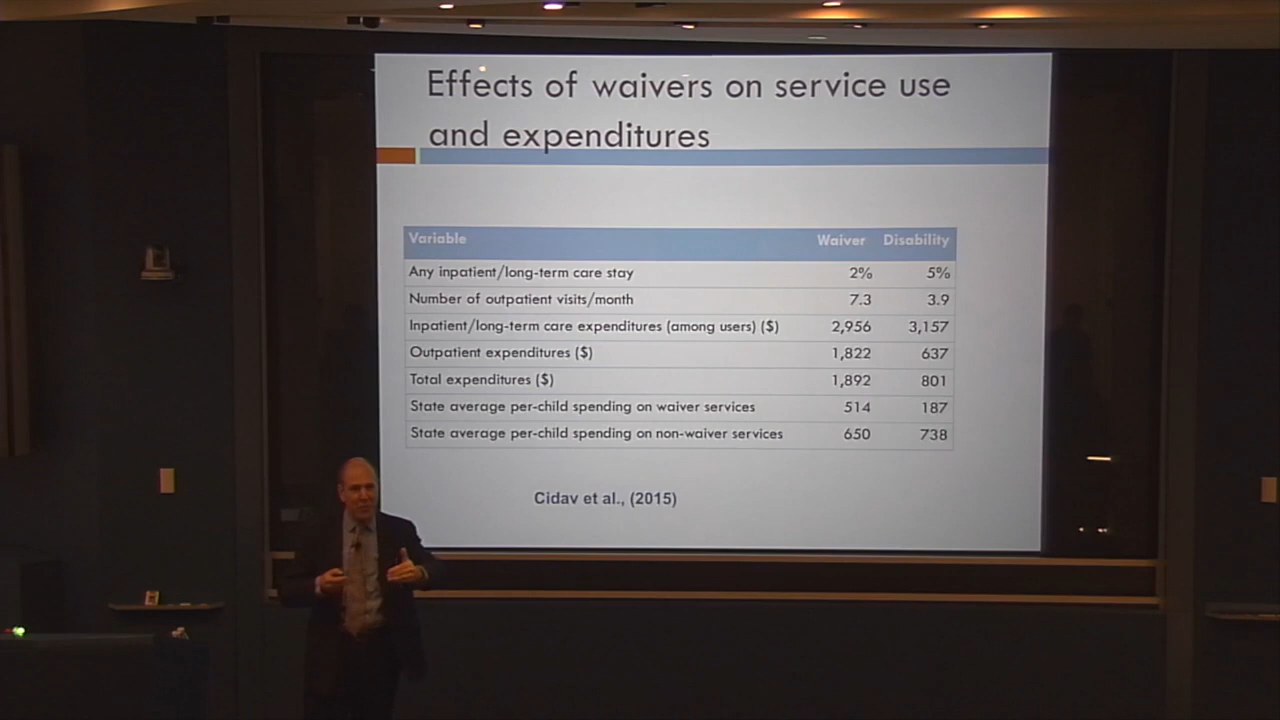 Effects of waivers on service use
and expenditures
Variable Waiver Disability
Any inpatient/long-term care stay 2% 5%
Number of outpatient visits/month 7.3 3.9
Inpatient/long-term care expenditures (among users) ($) 2,956 3,157
Outpatient expenditures ($) 1,822 637
Total expenditures ($) 1,892 801
State average per-child spending on waiver services 514 187
State average per-child spending on non-waiver services 650 738
Cidav et al., (2015)